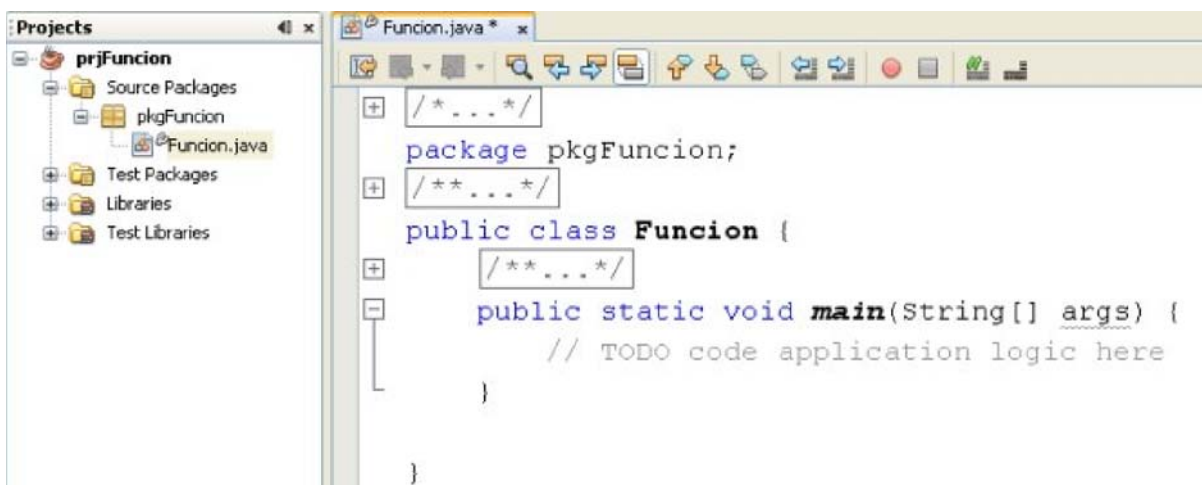 Projects
prjFuncion
Source Packages
pkgFuncion
Funcion.java
Test Packages
Libraries
Test Libraries
Funcion.java *
/*...*/
package pkgFuncion;
/**...*/
public class Funcion {
/**...*/
public static void main(String[] args) {
// TODO code application logic here
}
}